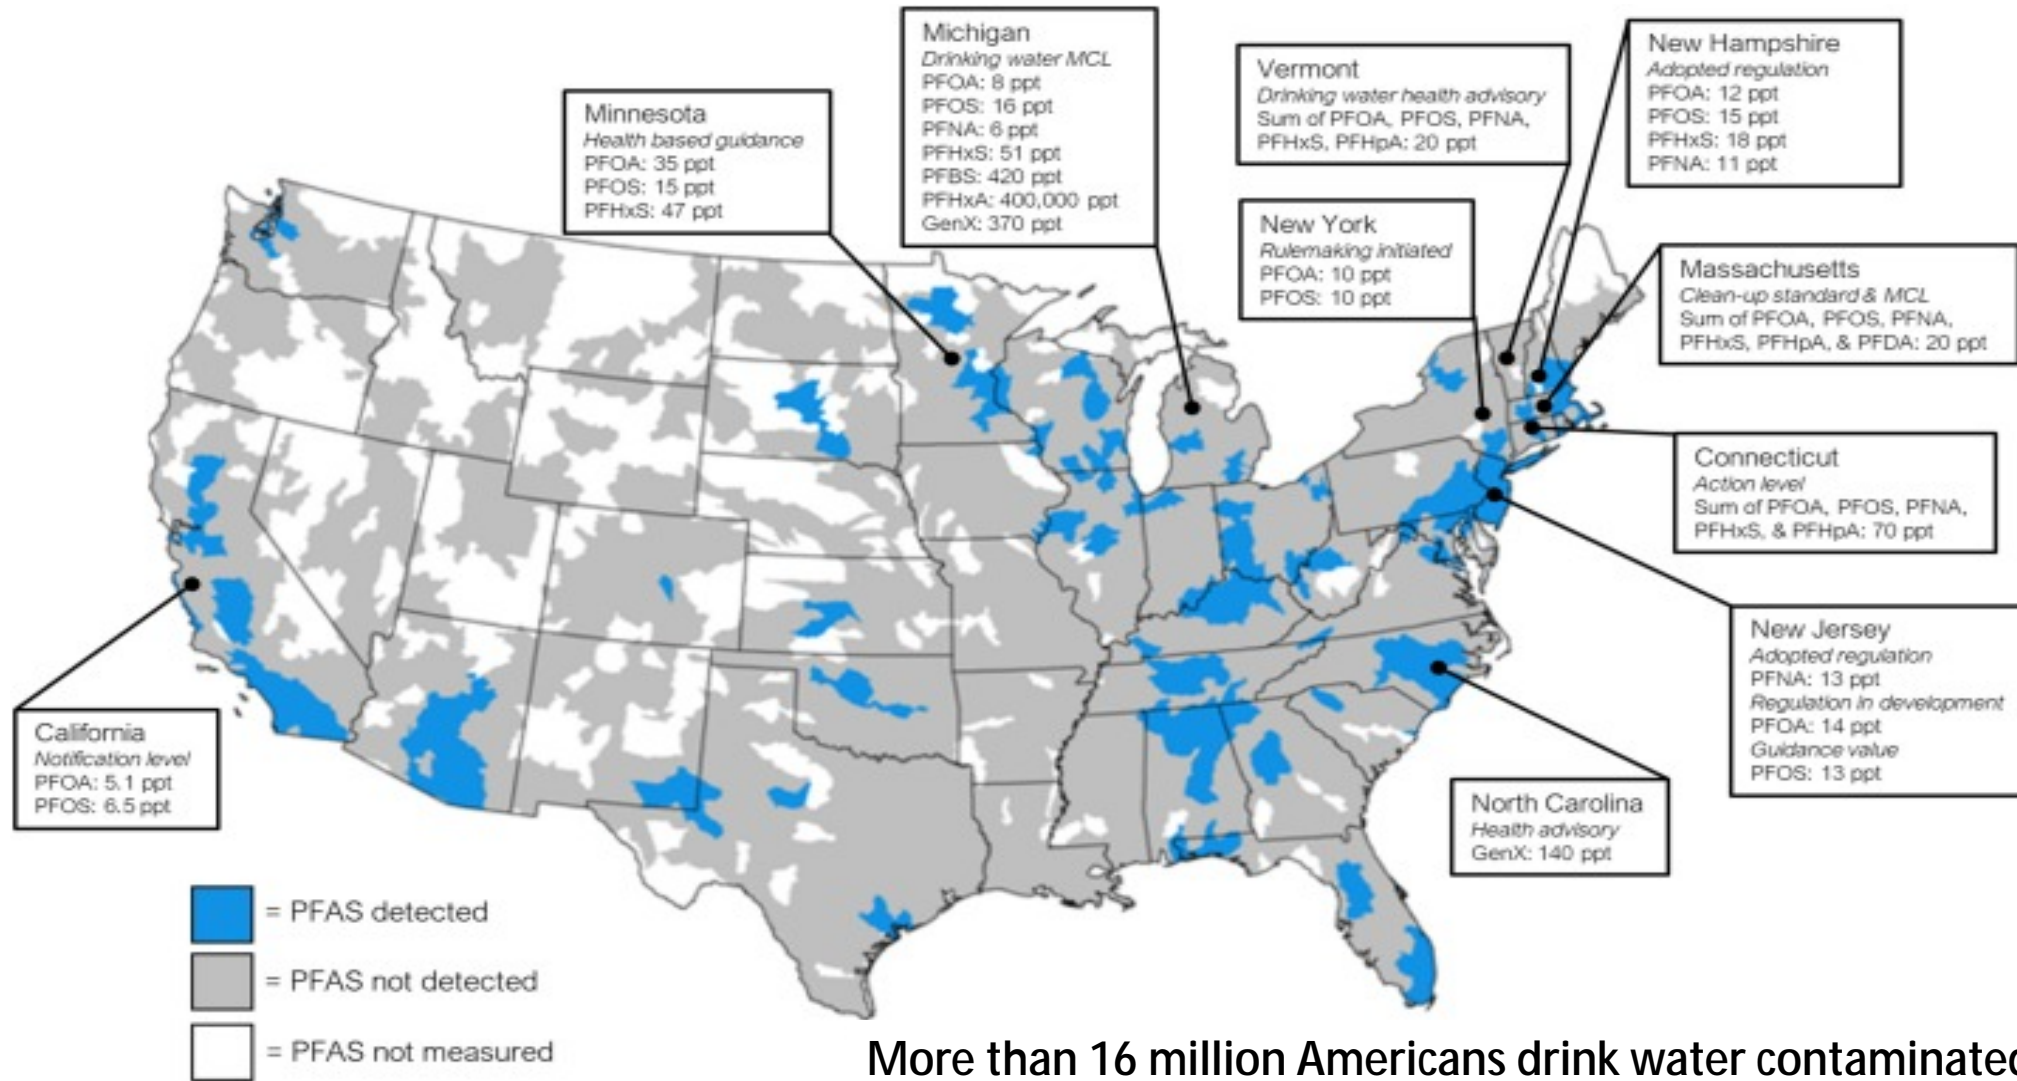 Michigan
Drinking water MCL
PFOA: 8 ppt
PFOS: 16 ppt
PFNA: 6 ppt
PFHxS: 51 ppt
PFBS: 420 ppt
PFHxA: 400,000 ppt
GenX: 370 ppt
New Hampshire
Adopted regulation
PFOA: 12 ppt
PFOS: 15 ppt
PFHxS: 18 ppt
PFNA: 11 ppt
Vermont
Drinking water health advisory
Sum of PFOA, PFOS, PFNA,
PFHxS, PFHpA: 20 ppt
Minnesota
Health based guidance
PFOA: 35 ppt
PFOS: 15 ppt
PFHxS: 47 ppt
New York
Rulemaking initiated
PFOA: 10 ppt
PFOS: 10 ppt
Massachusetts
Clean-up standard & MCL
Sum of PFOA, PFOS, PFNA,
PFHxS, PFHpA, & PFDA: 20 ppt
Connecticut
Action level
Sum of PFOA, PFOS, PFNA,
PFHxS, & PFHpA: 70 ppt
New Jersey
Adopted regulation
PFNA: 13 ppt
Regulation in development
PFOA: 14 ppt
Guidance value
PFOS: 13 ppt
California
Notification level
PFOA: 5.1 ppt
PFOS: 6.5 ppt
North Carolina
Health advisory
GenX: 140 ppt
= PFAS detected
= PFAS not detected
= PFAS not measured
More than 16 million Americans drink water contaminated